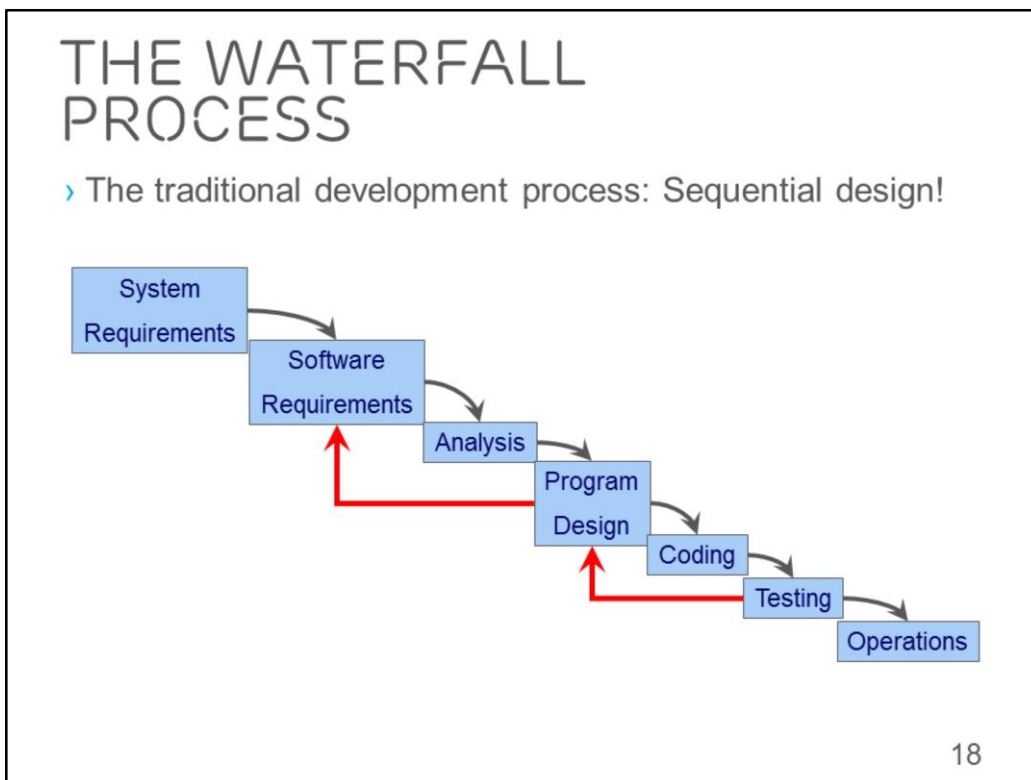 THE WATERFALL
PROCESS
› The traditional development process: Sequential design!
System
Requirements
Software
Requirements
Analysis
Program
Design
Coding
Testing
Operations
18